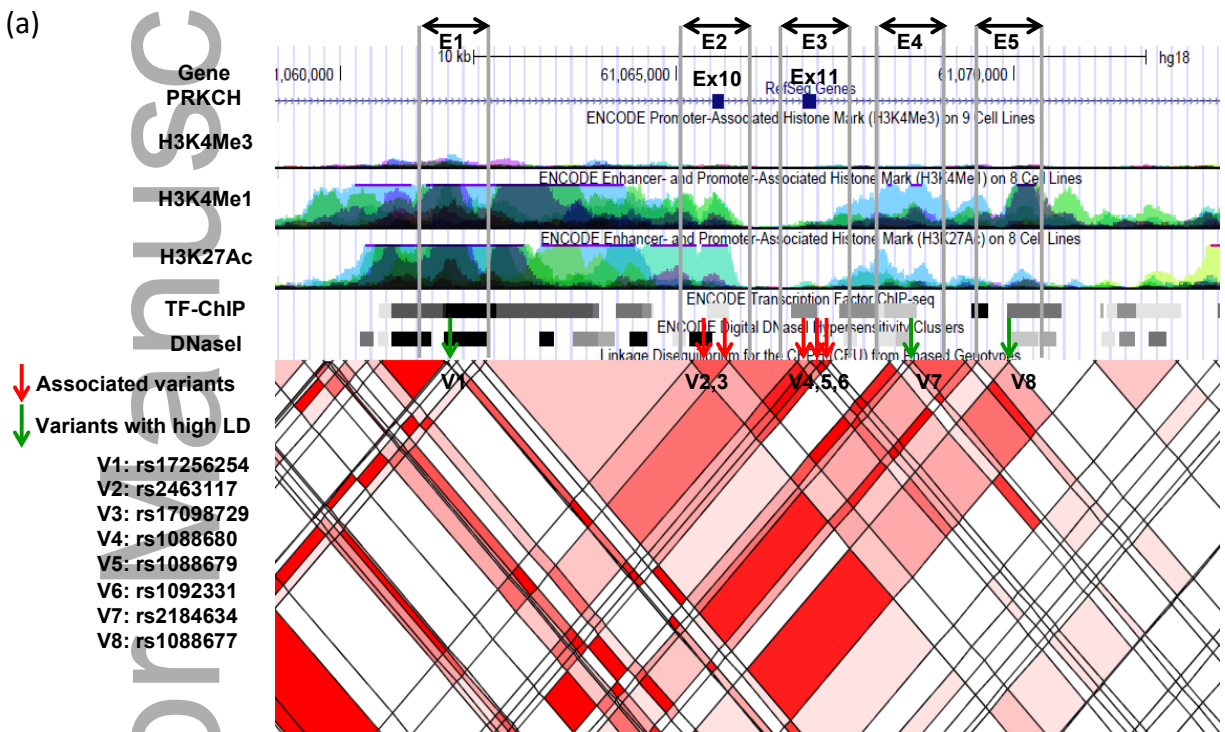 (a)
E1 E2 E3 E4 E5
10 kb hg18
Gene 1,060,000 61,065,000 61,070,000
Ex10 Ex11
PRKCH RefSeq Genes
ENCODE Promoter-Associated Histone Mark (H3K4Me3) on 9 Cell Lines
H3K4Me3
ENCODE Enhancer- and Promoter-Associated Histone Mark (H3K4Me1) on 8 Cell Lines
H3K4Me1
ENCODE Enhancer- and Promoter-Associated Histone Mark (H3K27Ac) on 8 Cell Lines
H3K27Ac
TF-ChIP ENCODE Transcription Factor ChIP-seq
ENCODE Digital DNaseI Hypersensitivity Clusters
DNaseI
Linkage Disequilibrium for the from Phased Genotypes
Associated variants
V1 V2,3 V4,5,6 V7 V8
Variants with high LD
V1: rs17256254
V2: rs2463117
V3: rs17098729
V4: rs1088680
V5: rs1088679
V6: rs1092331
V7: rs2184634
V8: rs1088677
or Manusc